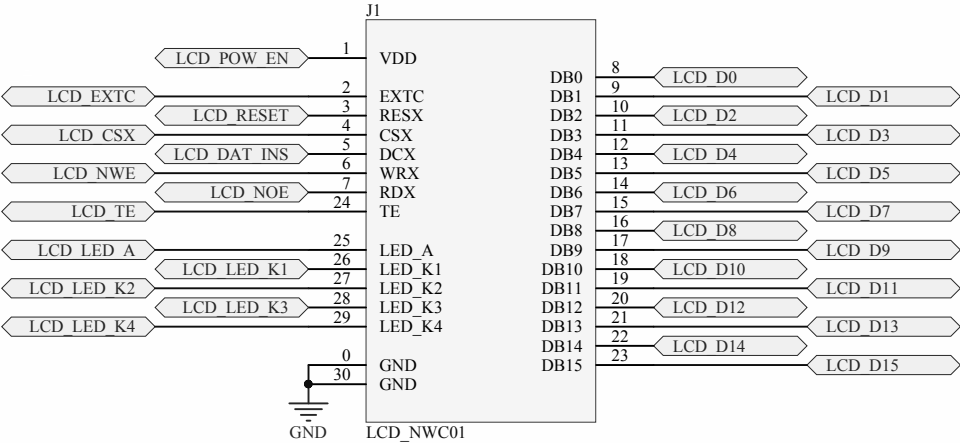 J1
LCD_POW_EN 1 VDD
DB0 8 LCD_D0
LCD_EXTC 2 EXTC DB1 9 LCD_D1
LCD_RESET 3 RESX DB2 10 LCD_D2
LCD_CSX 4 CSX DB3 11 LCD_D3
LCD_DAT_INS 5 DCX DB4 12 LCD_D4
LCD_NWE 6 WRX DB5 13 LCD_D5
LCD_NOE 7 RDX DB6 14 LCD_D6
LCD_TE 24 TE DB7 15 LCD_D7
DB8 16 LCD_D8
LCD_LED_A 25 LED_A DB9 17 LCD_D9
LCD_LED_K1 26 LED_K1 DB10 18 LCD_D10
LCD_LED_K2 27 LED_K2 DB11 19 LCD_D11
LCD_LED_K3 28 LED_K3 DB12 20 LCD_D12
LCD_LED_K4 29 LED_K4 DB13 21 LCD_D13
DB14 22 LCD_D14
0 GND DB15 23 LCD_D15
30 GND
GND LCD_NWC01